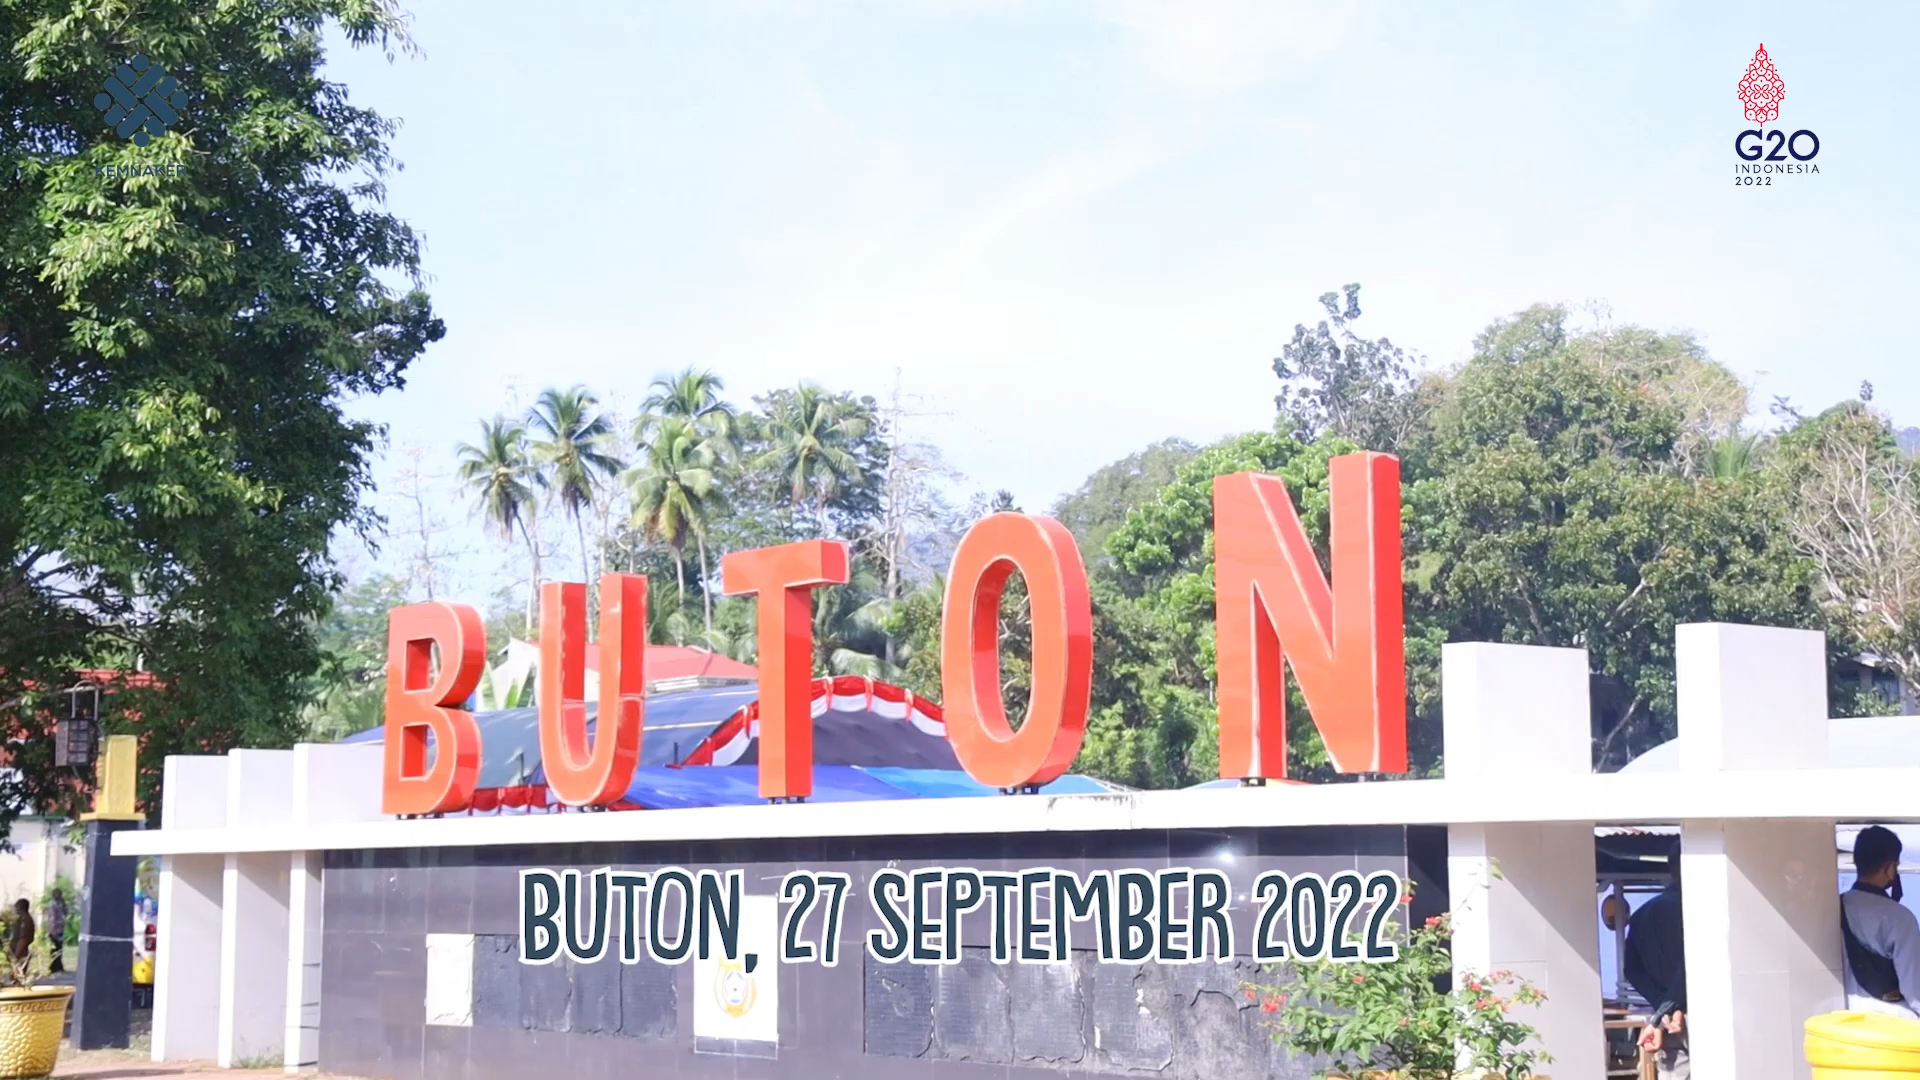 KEMNAKER
G20
INDONESIA
2022
BUTON
BUTON, 27 SEPTEMBER 2022